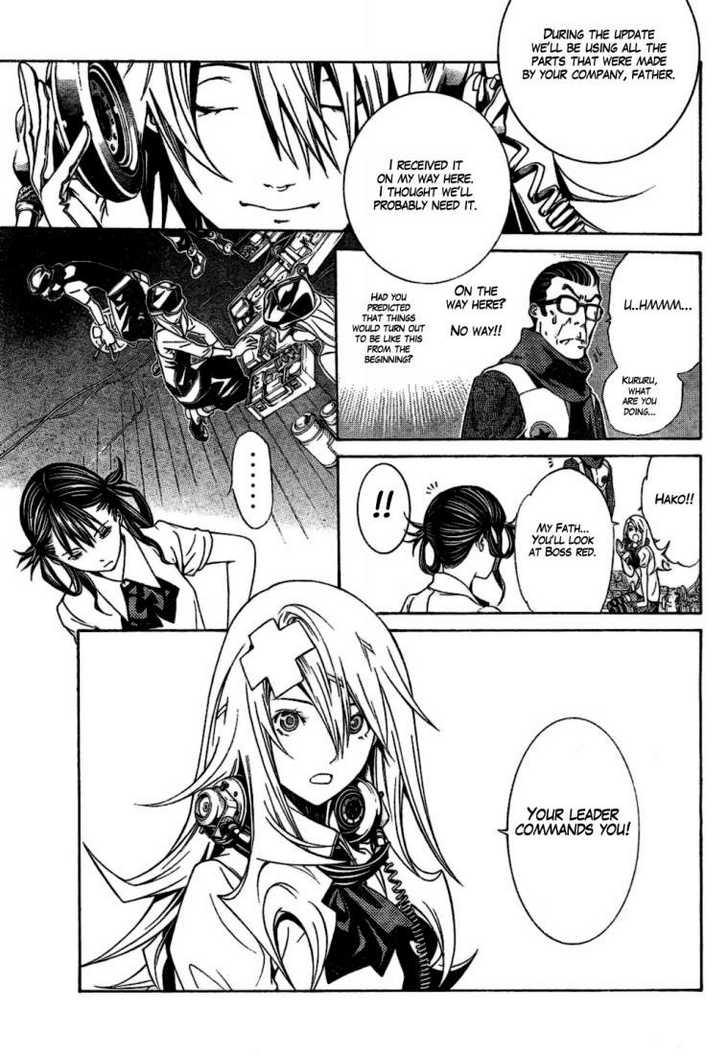 DURING THE UPDATE
WE'LL BE USING ALL THE
PARTS THAT WERE MADE
BY YOUR COMPANY, FATHER.
I RECEIVED IT
ON MY WAY HERE.
I THOUGHT WE'LL
PROBABLY NEED IT.
U..HMMM...
KURURU,
WHAT
ARE YOU
DOING...
ON THE
WAY HERE?
NO WAY!!
HAD YOU
PREDICTED
THAT THINGS
WOULD TURN OUT
TO BE LIKE THIS
FROM THE
BEGINNING?
......
HAKO!!
MY FATH...
YOU'LL LOOK
AT BOSS RED.
!!
YOUR LEADER
COMMANDS YOU!